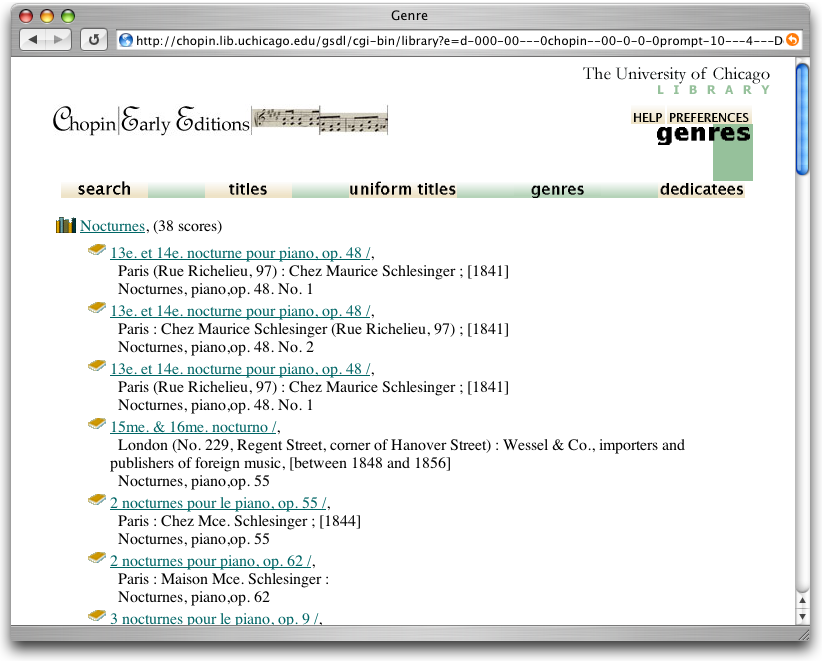 Genre
http://chopin.lib.uchicago.edu/gsdl/cgi-bin/library?e=d-000-00---0chopin--00-0-0-0prompt-10---4---D
The University of Chicago
LIBRARY
Chopin Early Editions
HELP PREFERENCES
genres
search titles uniform titles genres dedicatees
Nocturnes, (38 scores)
13e. et 14e. nocturne pour piano, op. 48 /,
Paris (Rue Richelieu, 97) : Chez Maurice Schlesinger ; [1841]
Nocturnes, piano,op. 48. No. 1
13e. et 14e. nocturne pour piano, op. 48 /,
Paris : Chez Maurice Schlesinger (Rue Richelieu, 97) ; [1841]
Nocturnes, piano,op. 48. No. 2
13e. et 14e. nocturne pour piano, op. 48 /,
Paris (Rue Richelieu, 97) : Chez Maurice Schlesinger ; [1841]
Nocturnes, piano,op. 48. No. 1
15me. & 16me. nocturno /,
London (No. 229, Regent Street, corner of Hanover Street) : Wessel & Co., importers and
publishers of foreign music, [between 1848 and 1856]
Nocturnes, piano,op. 55
2 nocturnes pour le piano, op. 55 /,
Paris : Chez Mce. Schlesinger ; [1844]
Nocturnes, piano,op. 55
2 nocturnes pour piano, op. 62 /,
Paris : Maison Mce. Schlesinger :
Nocturnes, piano,op. 62
3 nocturnes pour le piano, op. 9 /,